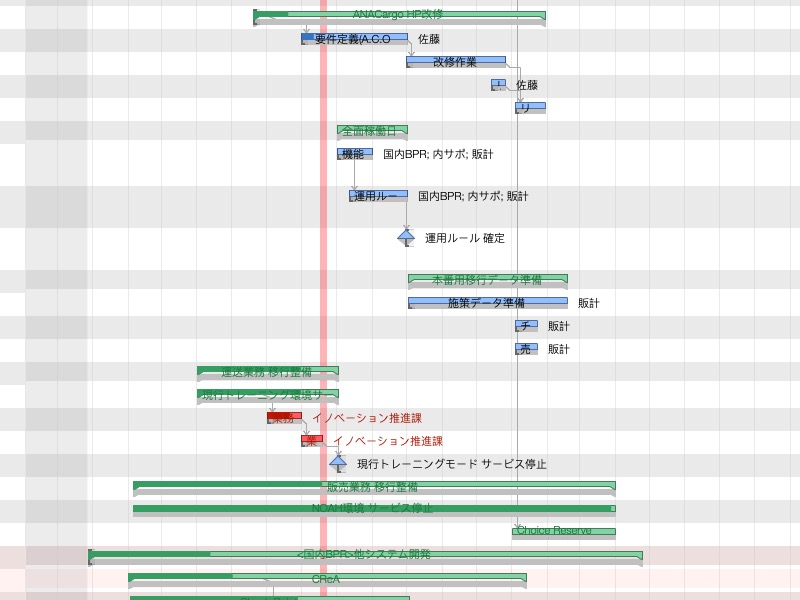 ANACargo HP改修
要件定義(A.C.O 佐藤
改修作業
佐藤
リ
全面稼働日
機能 国内BPR; 内サポ; 販計
運用ルー 国内BPR; 内サポ; 販計
運用ルール 確定
本番用移行データ準備
施策データ準備 販計
チ 販計
売 販計
運送業務 移行整備
現行トレーニング環境サー
業務 イノベーション推進課
業 イノベーション推進課
現行トレーニングモード サービス停止
販売業務 移行整備
NOAH環境 サービス停止
Choice Reserve
<国内BPR>他システム開発
CReA